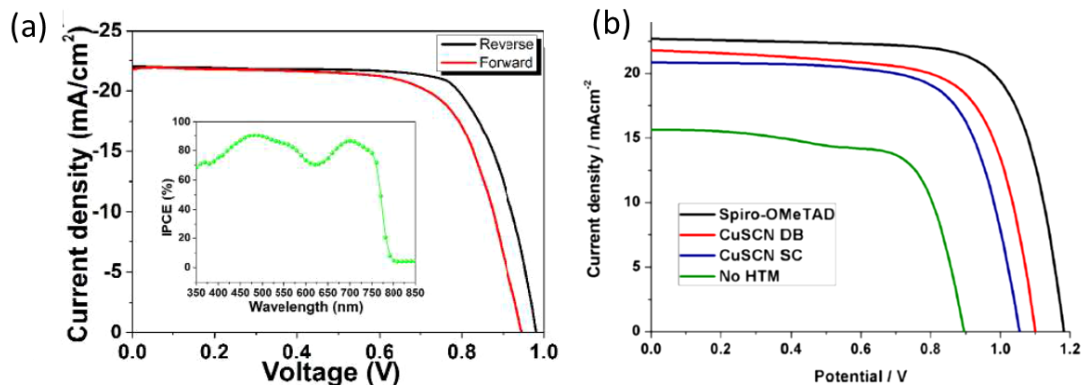 (a)
Current density (mA/cm²)
-25
-20
-15
-10
-5
0
0.0 0.2 0.4 0.6 0.8 1.0
Voltage (V)
Reverse
Forward
IPCE (%)
100
80
60
40
20
0
350 400 450 500 550 600 650 700 750 800 850
Wavelength (nm)
(b)
Current density / mAcm⁻²
20
15
10
5
0
0.0 0.2 0.4 0.6 0.8 1.0 1.2
Potential / V
Spiro-OMeTAD
CuSCN DB
CuSCN SC
No HTM